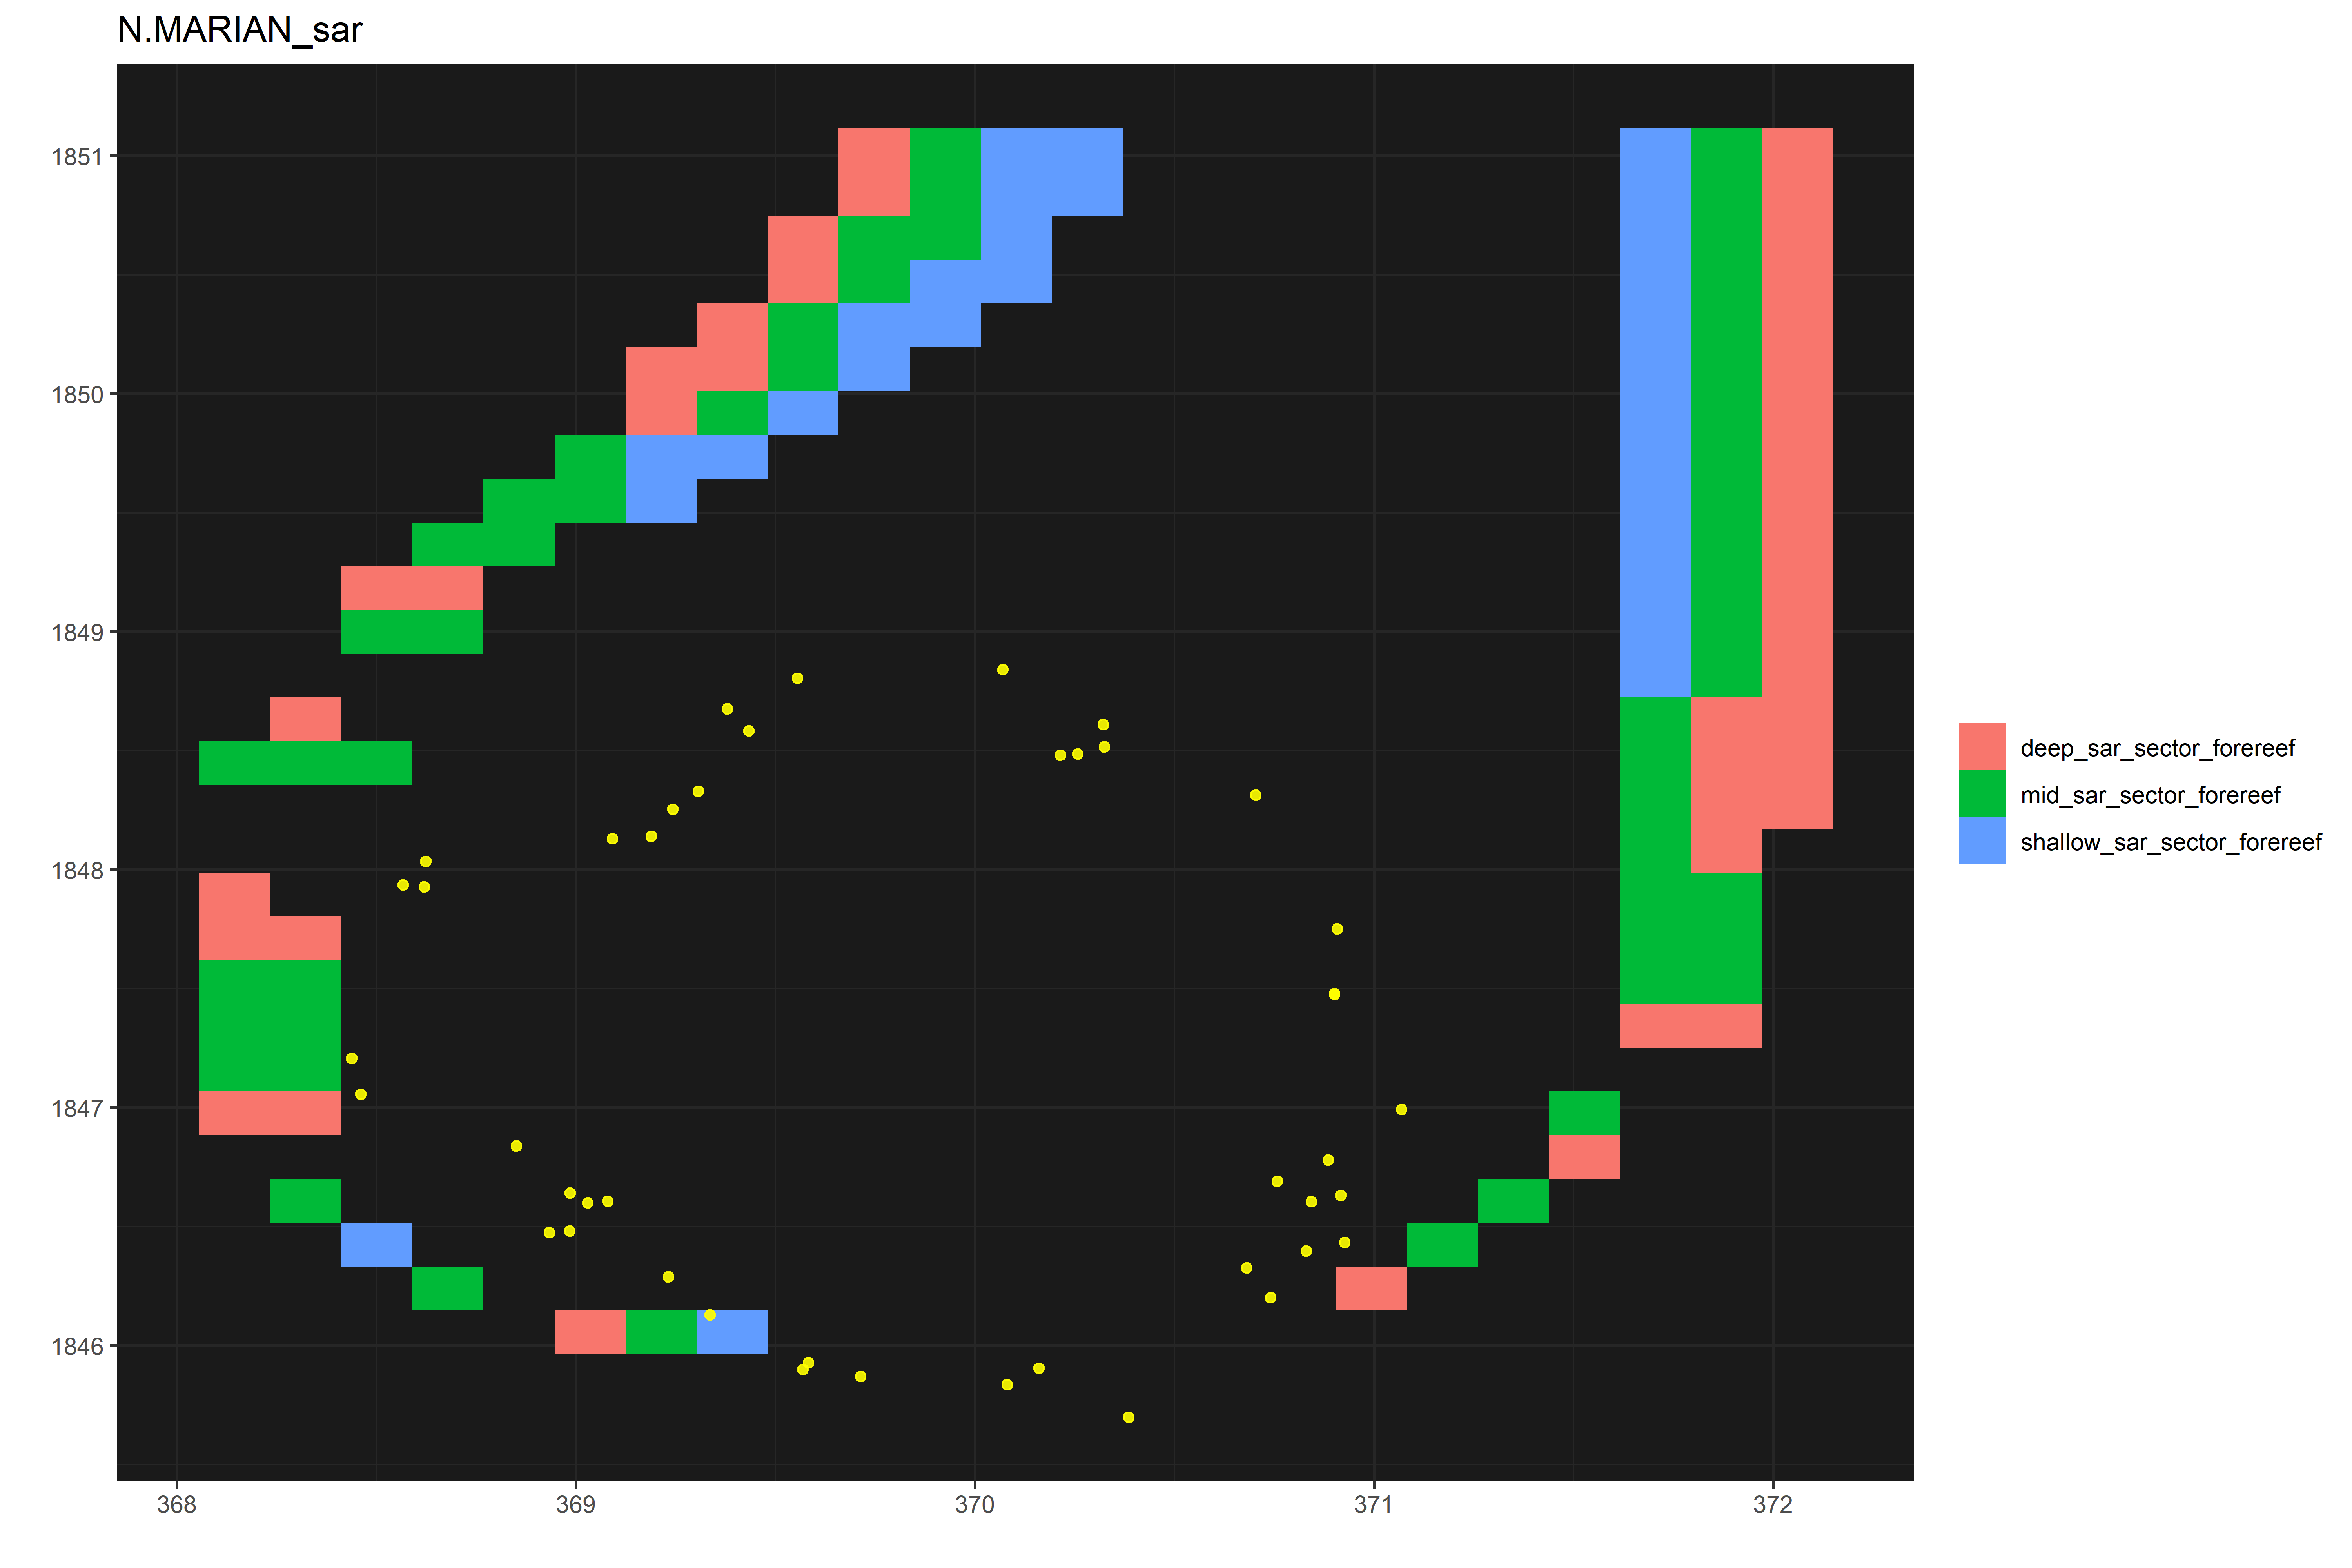 N.MARIAN_sar
1851
1850
1849
1848
1847
1846
368 369 370 371 372
deep_sar_sector_forereef
mid_sar_sector_forereef
shallow_sar_sector_forereef